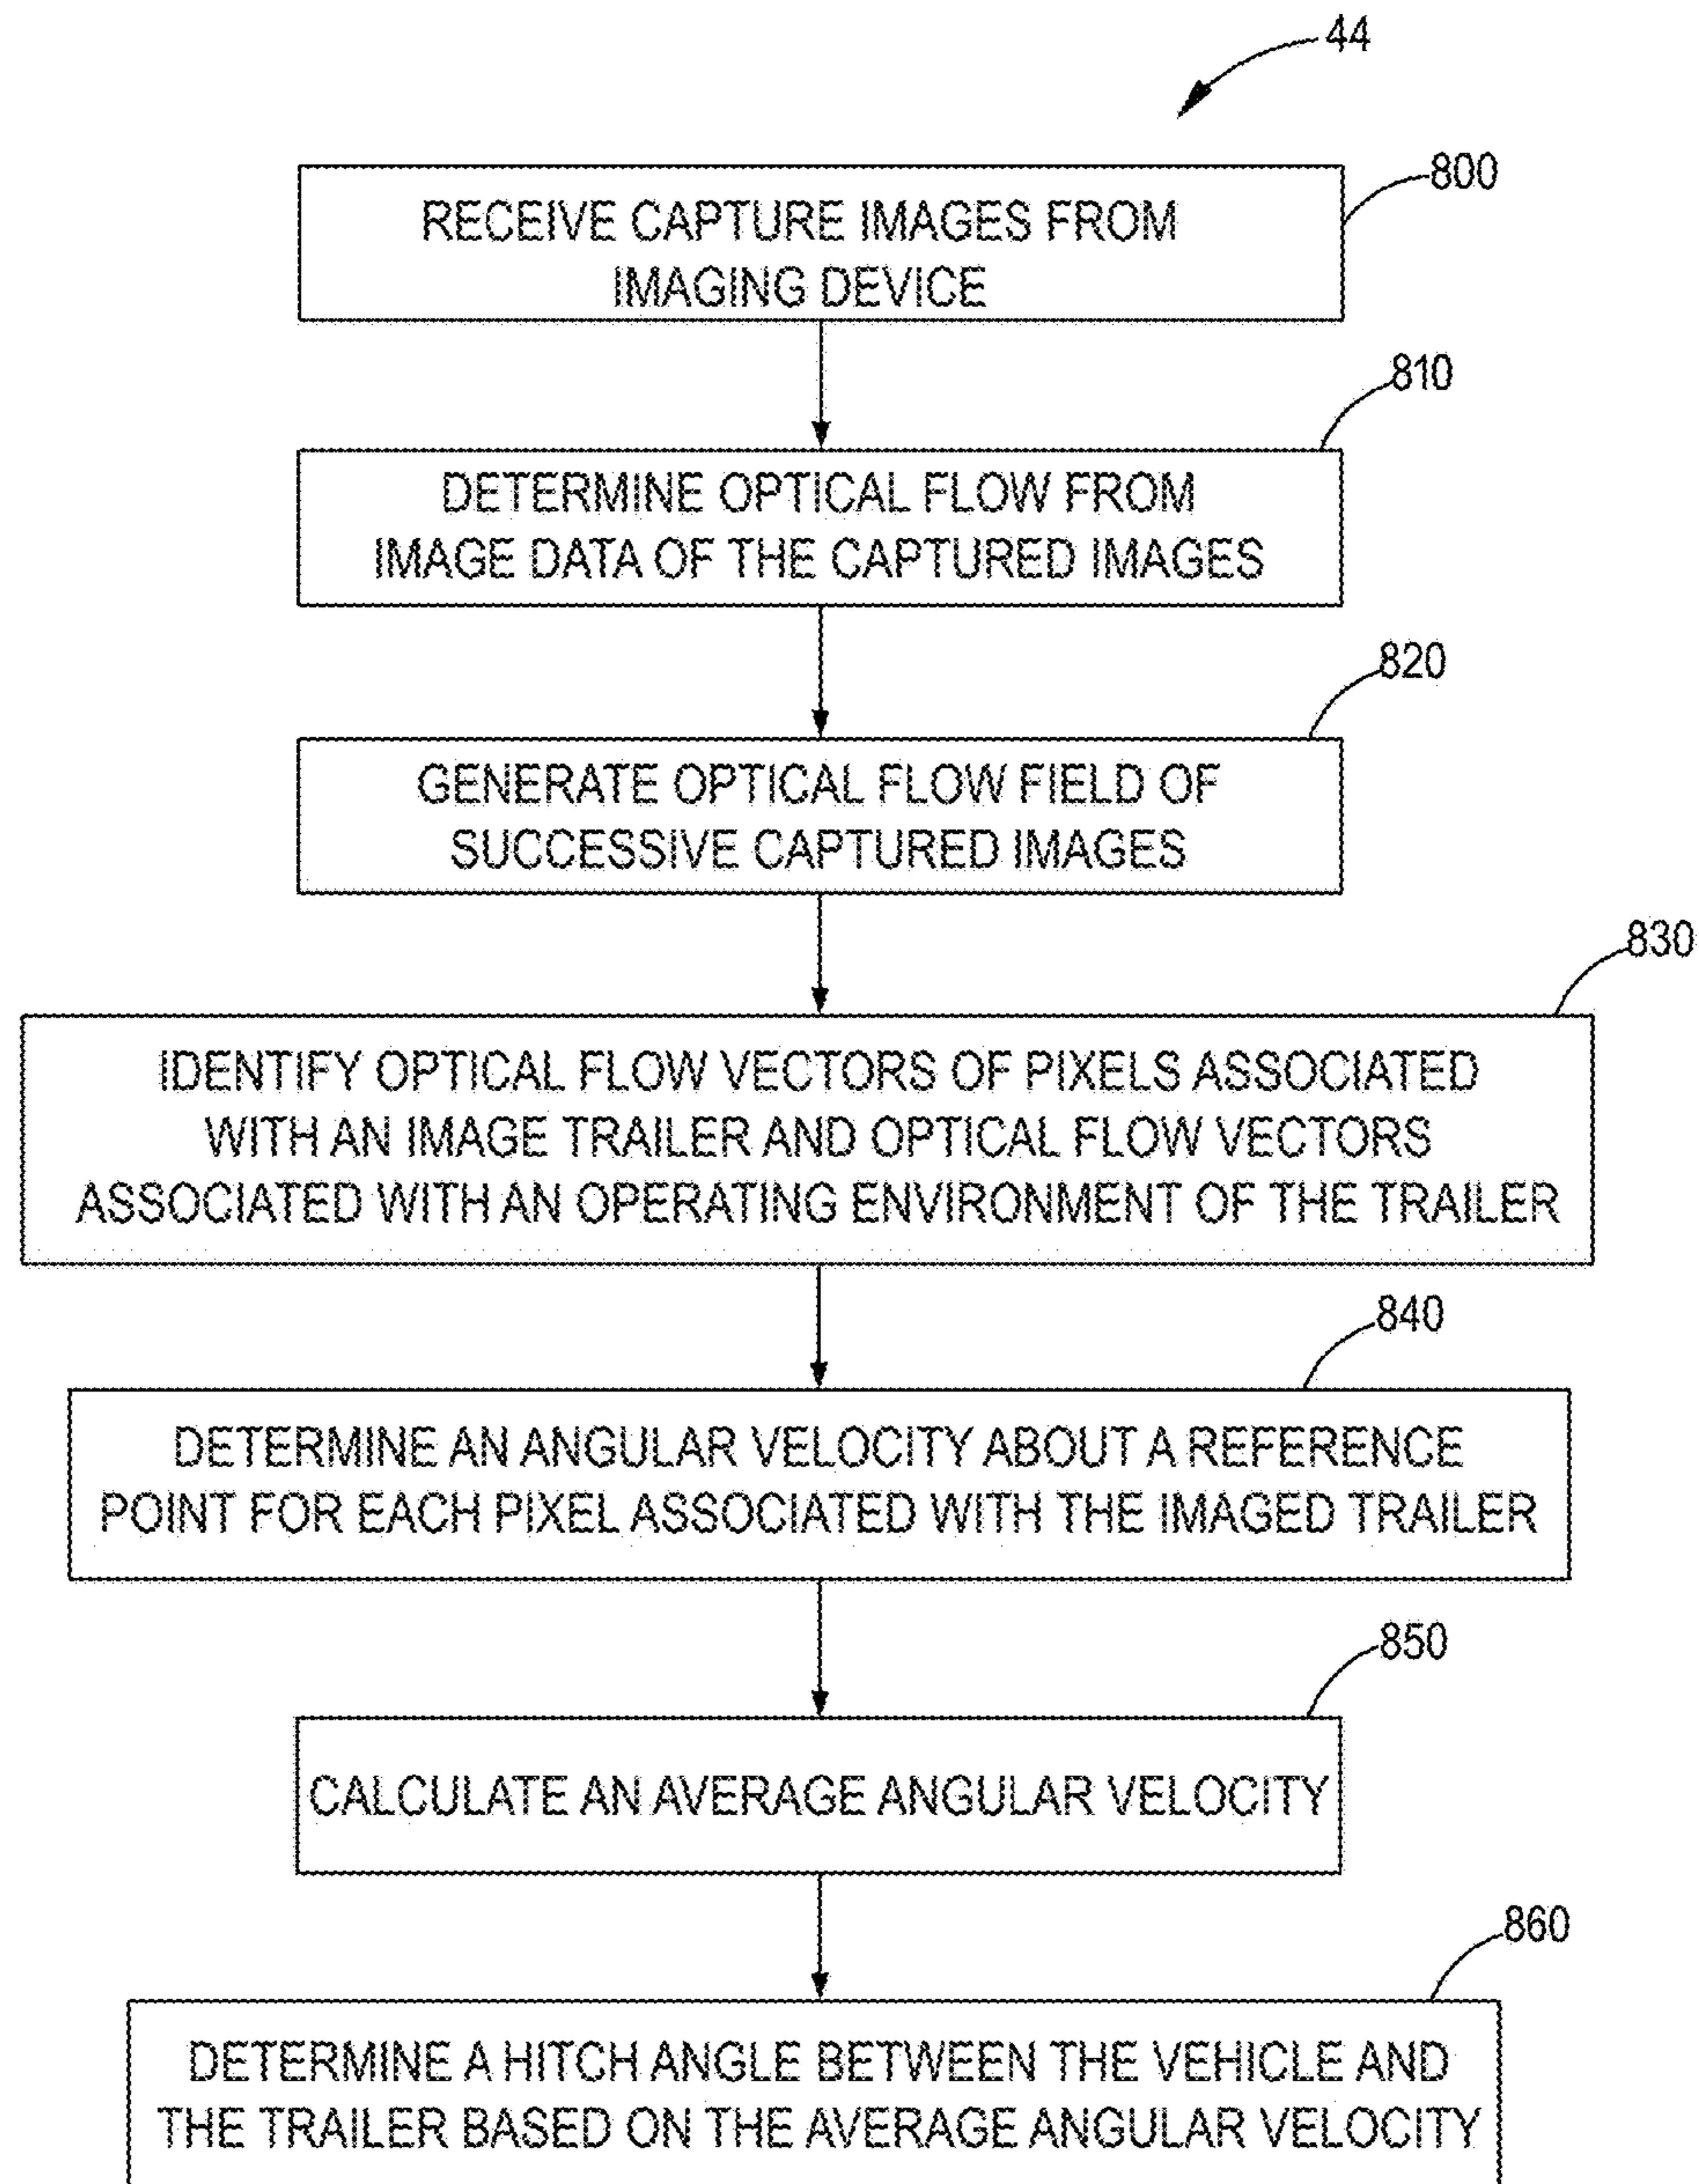 44
800
RECEIVE CAPTURE IMAGES FROM
IMAGING DEVICE
810
DETERMINE OPTICAL FLOW FROM
IMAGE DATA OF THE CAPTURED IMAGES
820
GENERATE OPTICAL FLOW FIELD OF
SUCCESSIVE CAPTURED IMAGES
830
IDENTIFY OPTICAL FLOW VECTORS OF PIXELS ASSOCIATED
WITH AN IMAGE TRAILER AND OPTICAL FLOW VECTORS
ASSOCIATED WITH AN OPERATING ENVIRONMENT OF THE TRAILER
840
DETERMINE AN ANGULAR VELOCITY ABOUT A REFERENCE
POINT FOR EACH PIXEL ASSOCIATED WITH THE IMAGED TRAILER
850
CALCULATE AN AVERAGE ANGULAR VELOCITY
860
DETERMINE A HITCH ANGLE BETWEEN THE VEHICLE AND
THE TRAILER BASED ON THE AVERAGE ANGULAR VELOCITY